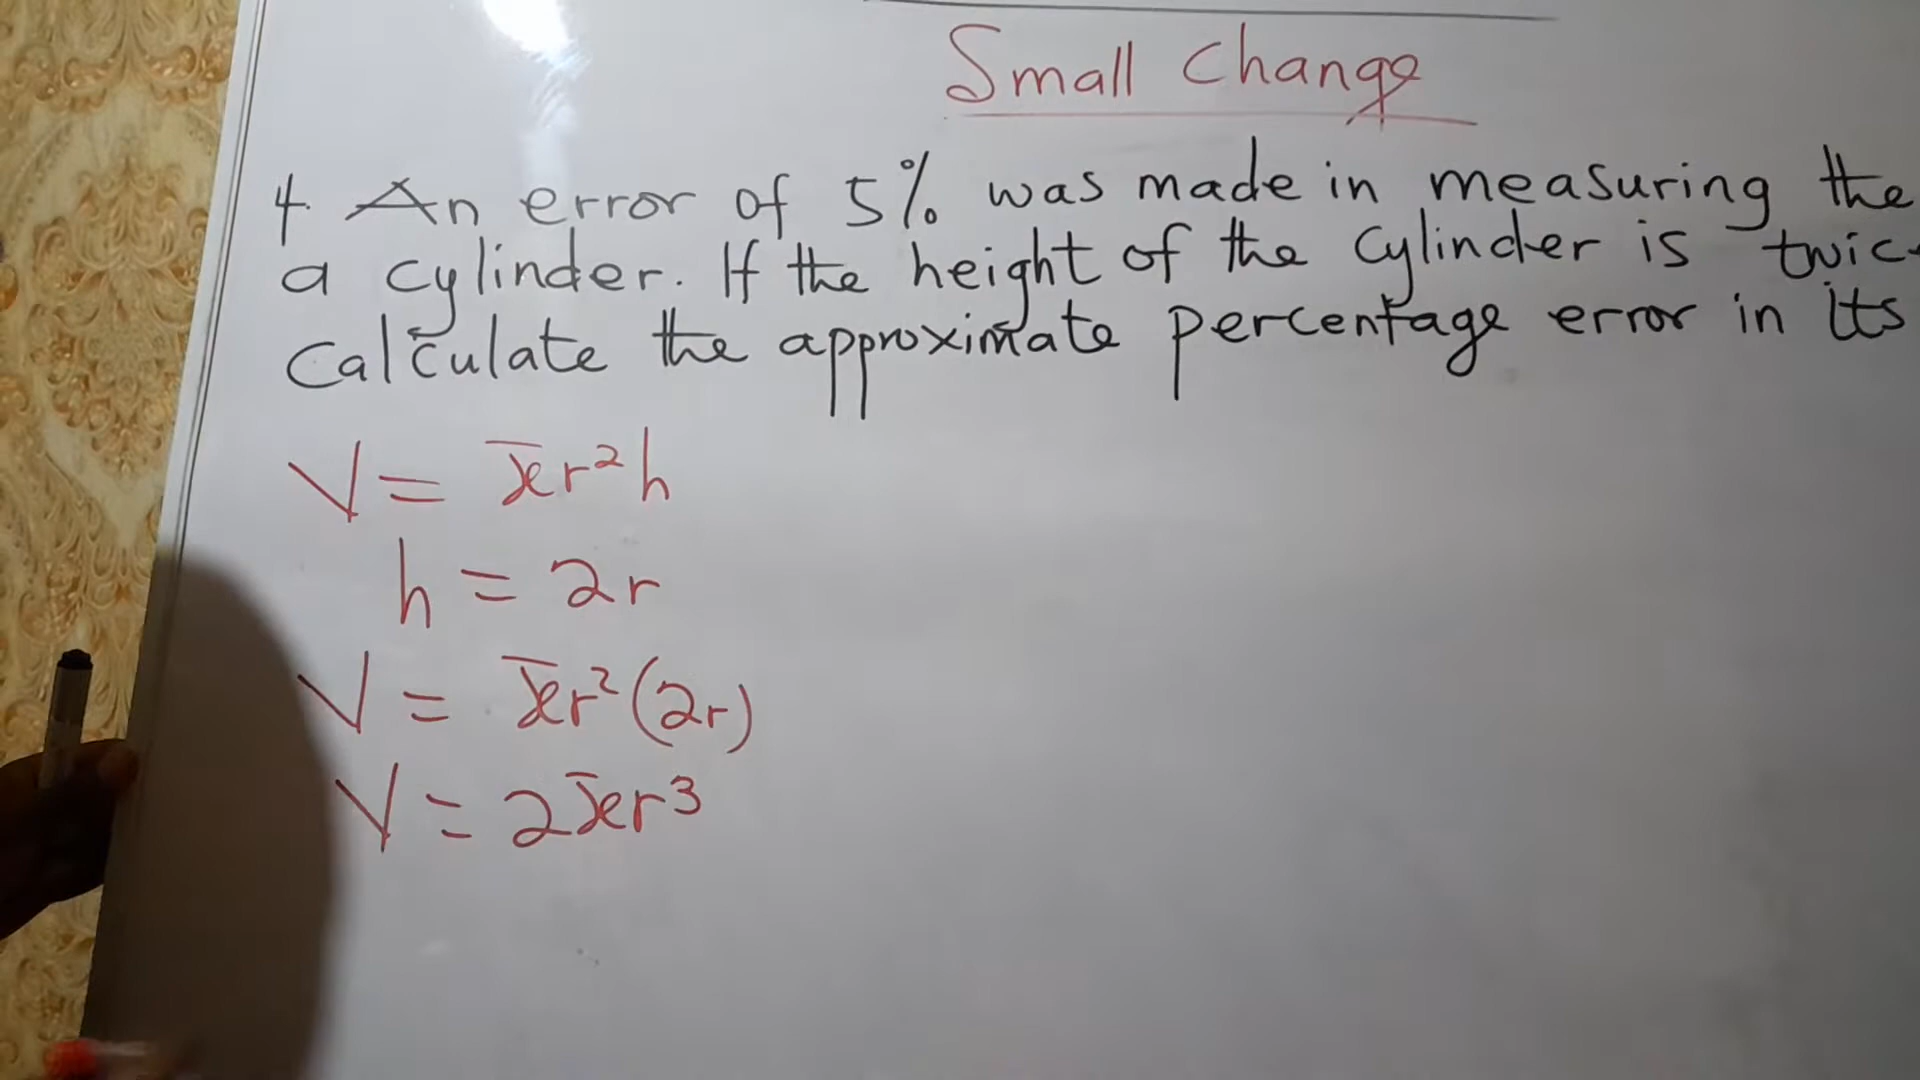 Small Change
4. An error of 5% was made in measuring the
a cylinder. If the height of the cylinder is
Calculate the approximate percentage error in its
V = πr²h
h = 2r
V = πr²(2r)
V = 2πr³